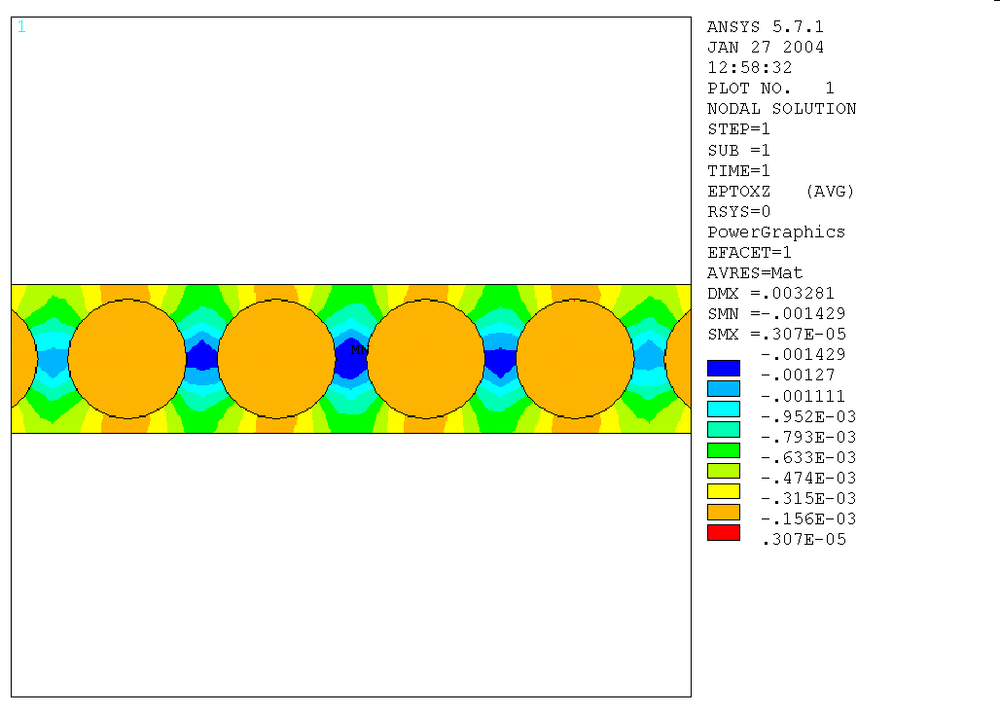 1
ANSYS 5.7.1
JAN 27 2004
12:58:32
PLOT NO.   1
NODAL SOLUTION
STEP=1
SUB =1
TIME=1
EPTOXZ   (AVG)
RSYS=0
PowerGraphics
EFACET=1
AVRES=Mat
DMX =.003281
SMN =-.001429
SMX =.307E-05
-.001429
-.00127
-.001111
-.952E-03
-.793E-03
-.633E-03
-.474E-03
-.315E-03
-.156E-03
.307E-05
MN